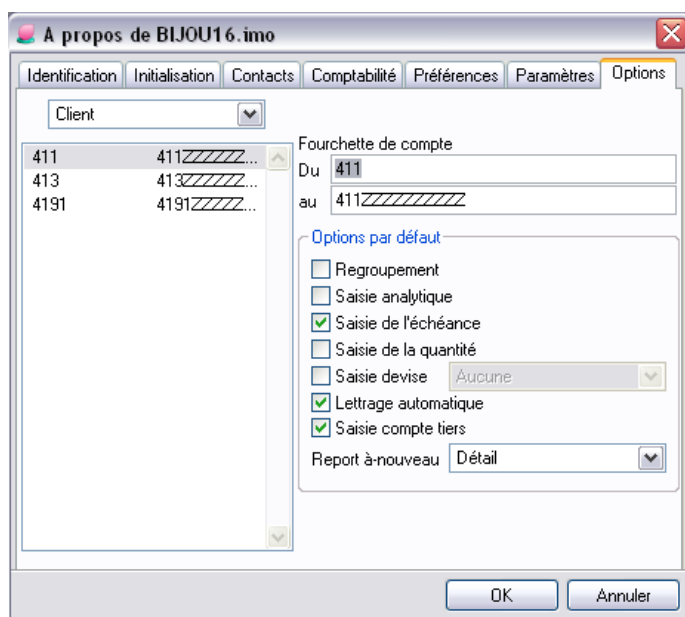 A propos de BIJOU16.imo
Identification Initialisation Contacts Comptabilité Préférences Paramètres Options
Client
411 411ZZZZZZ...
413 413ZZZZZZ...
4191 4191ZZZZZ...
Fourchette de compte
Du 411
au 411ZZZZZZZZZZ
Options par défaut
Regroupement
Saisie analytique
Saisie de l'échéance
Saisie de la quantité
Saisie devise Aucune
Lettrage automatique
Saisie compte tiers
Report à-nouveau Détail
OK Annuler